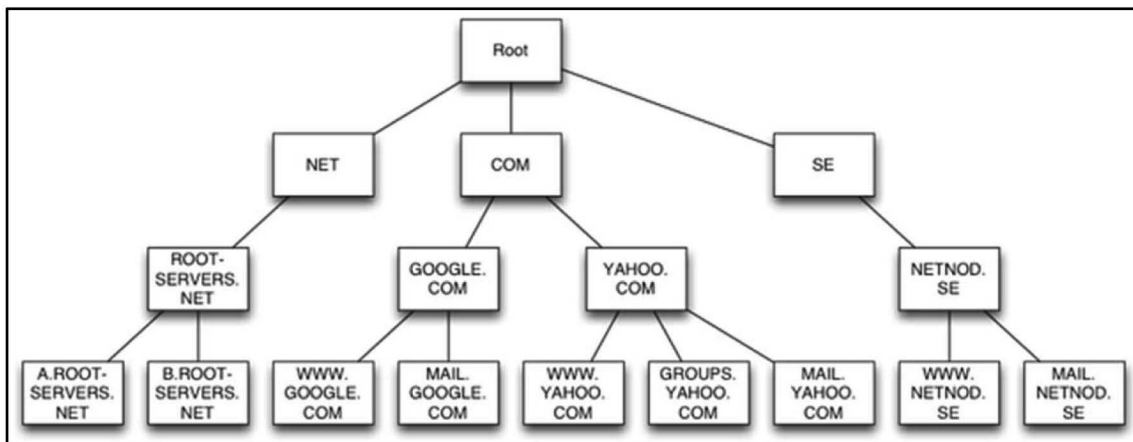 Root
NET
COM
SE
ROOT-
SERVERS.
NET
GOOGLE.
COM
YAHOO.
COM
NETNOD.
SE
A.ROOT-
SERVERS.
NET
B.ROOT-
SERVERS.
NET
WWW.
GOOGLE.
COM
MAIL.
GOOGLE.
COM
WWW.
YAHOO.
COM
GROUPS.
YAHOO.
COM
MAIL.
YAHOO.
COM
WWW.
NETNOD.
SE
MAIL.
NETNOD.
SE